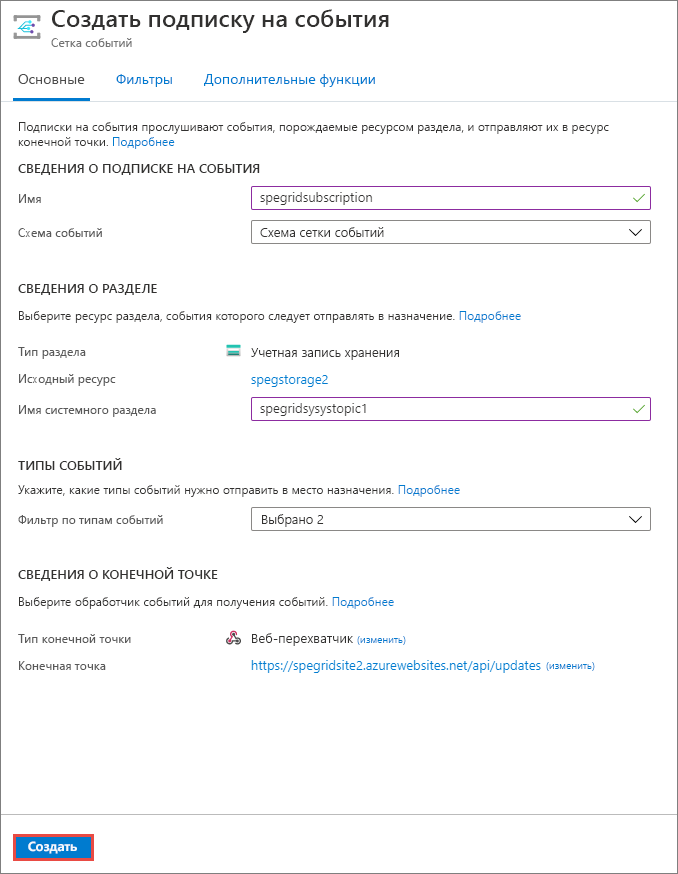 Создать подписку на события
Сетка событий
Основные Фильтры Дополнительные функции
Подписки на события прослушивают события, порождаемые ресурсом раздела, и отправляют их в ресурс
конечной точки. Подробнее
СВЕДЕНИЯ О ПОДПИСКЕ НА СОБЫТИЯ
Имя spegridsubscription
Схема событий Схема сетки событий
СВЕДЕНИЯ О РАЗДЕЛЕ
Выберите ресурс раздела, события которого следует отправлять в назначение. Подробнее
Тип раздела Учетная запись хранения
Исходный ресурс spegstorage2
Имя системного раздела spegridsysystopic1
ТИПЫ СОБЫТИЙ
Укажите, какие типы событий нужно отправить в место назначения. Подробнее
Фильтр по типам событий Выбрано 2
СВЕДЕНИЯ О КОНЕЧНОЙ ТОЧКЕ
Выберите обработчик событий для получения событий. Подробнее
Тип конечной точки Веб-перехватчик (изменить)
Конечная точка https://spegridsite2.azurewebsites.net/api/updates (изменить)
Создать